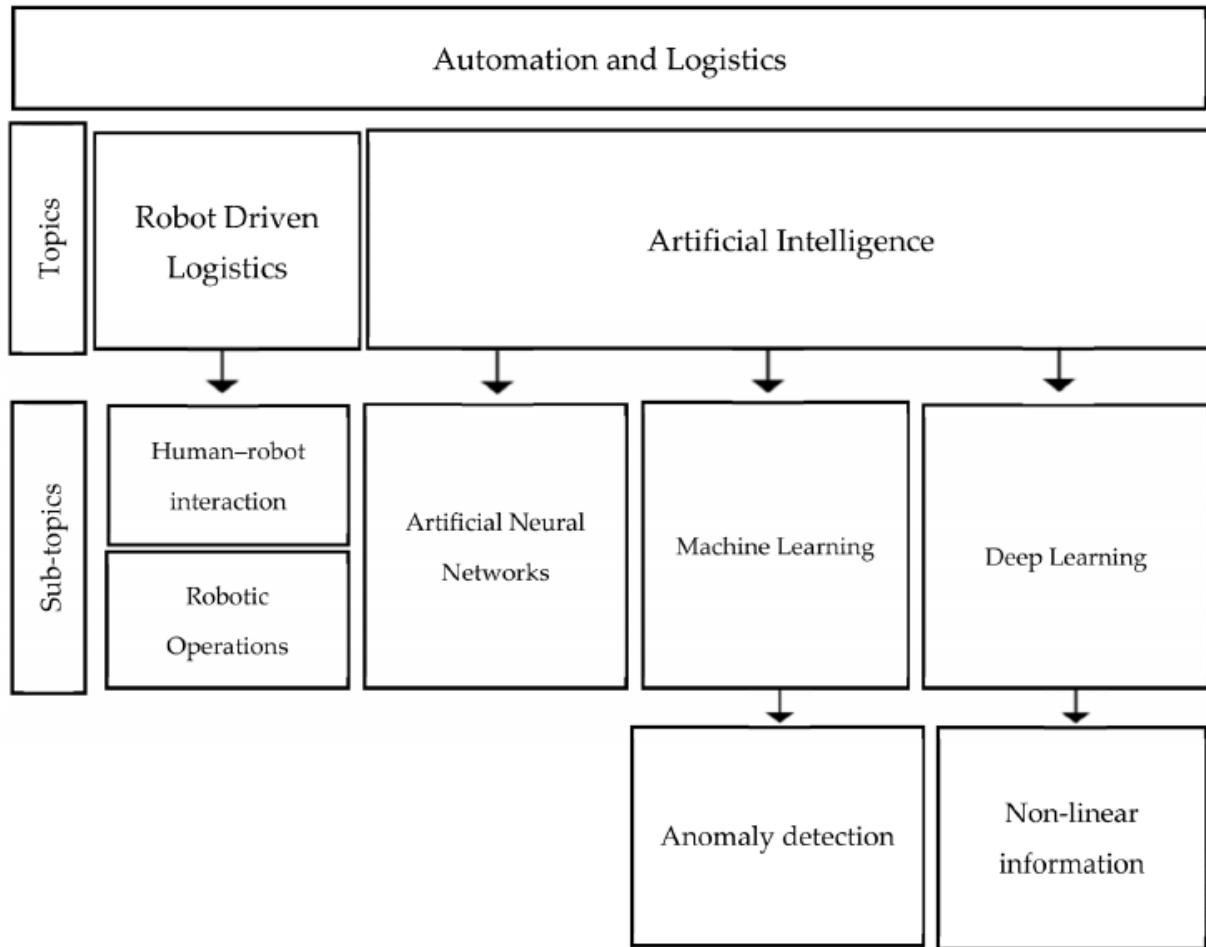 Automation and Logistics
Topics
Robot Driven
Logistics
Artificial Intelligence
Sub-topics
Human–robot
interaction
Robotic
Operations
Artificial Neural
Networks
Machine Learning
Deep Learning
Anomaly detection
Non-linear
information